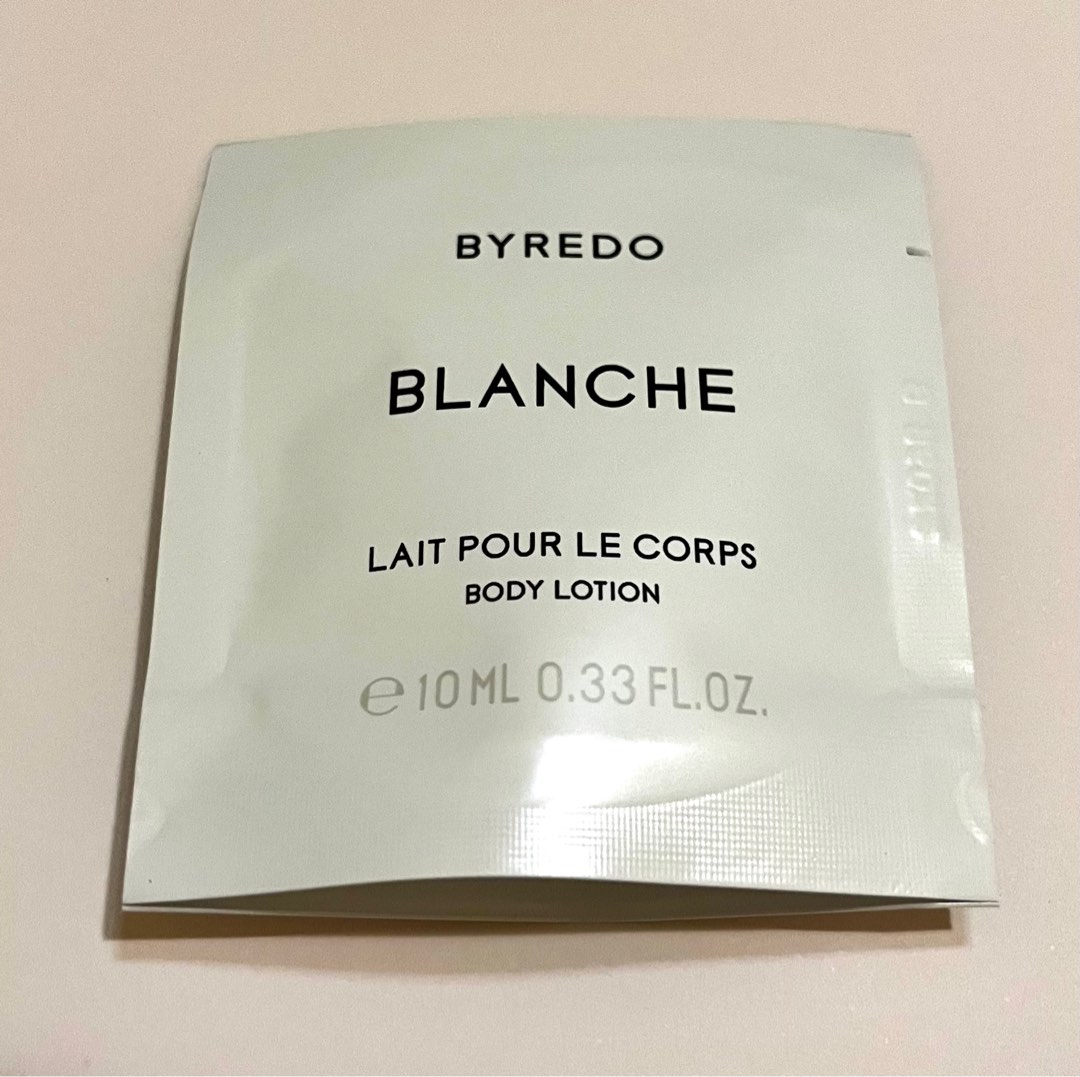 BYREDO
BLANCHE
LAIT POUR LE CORPS
BODY LOTION
℮10 ML 0.33 FL.OZ.